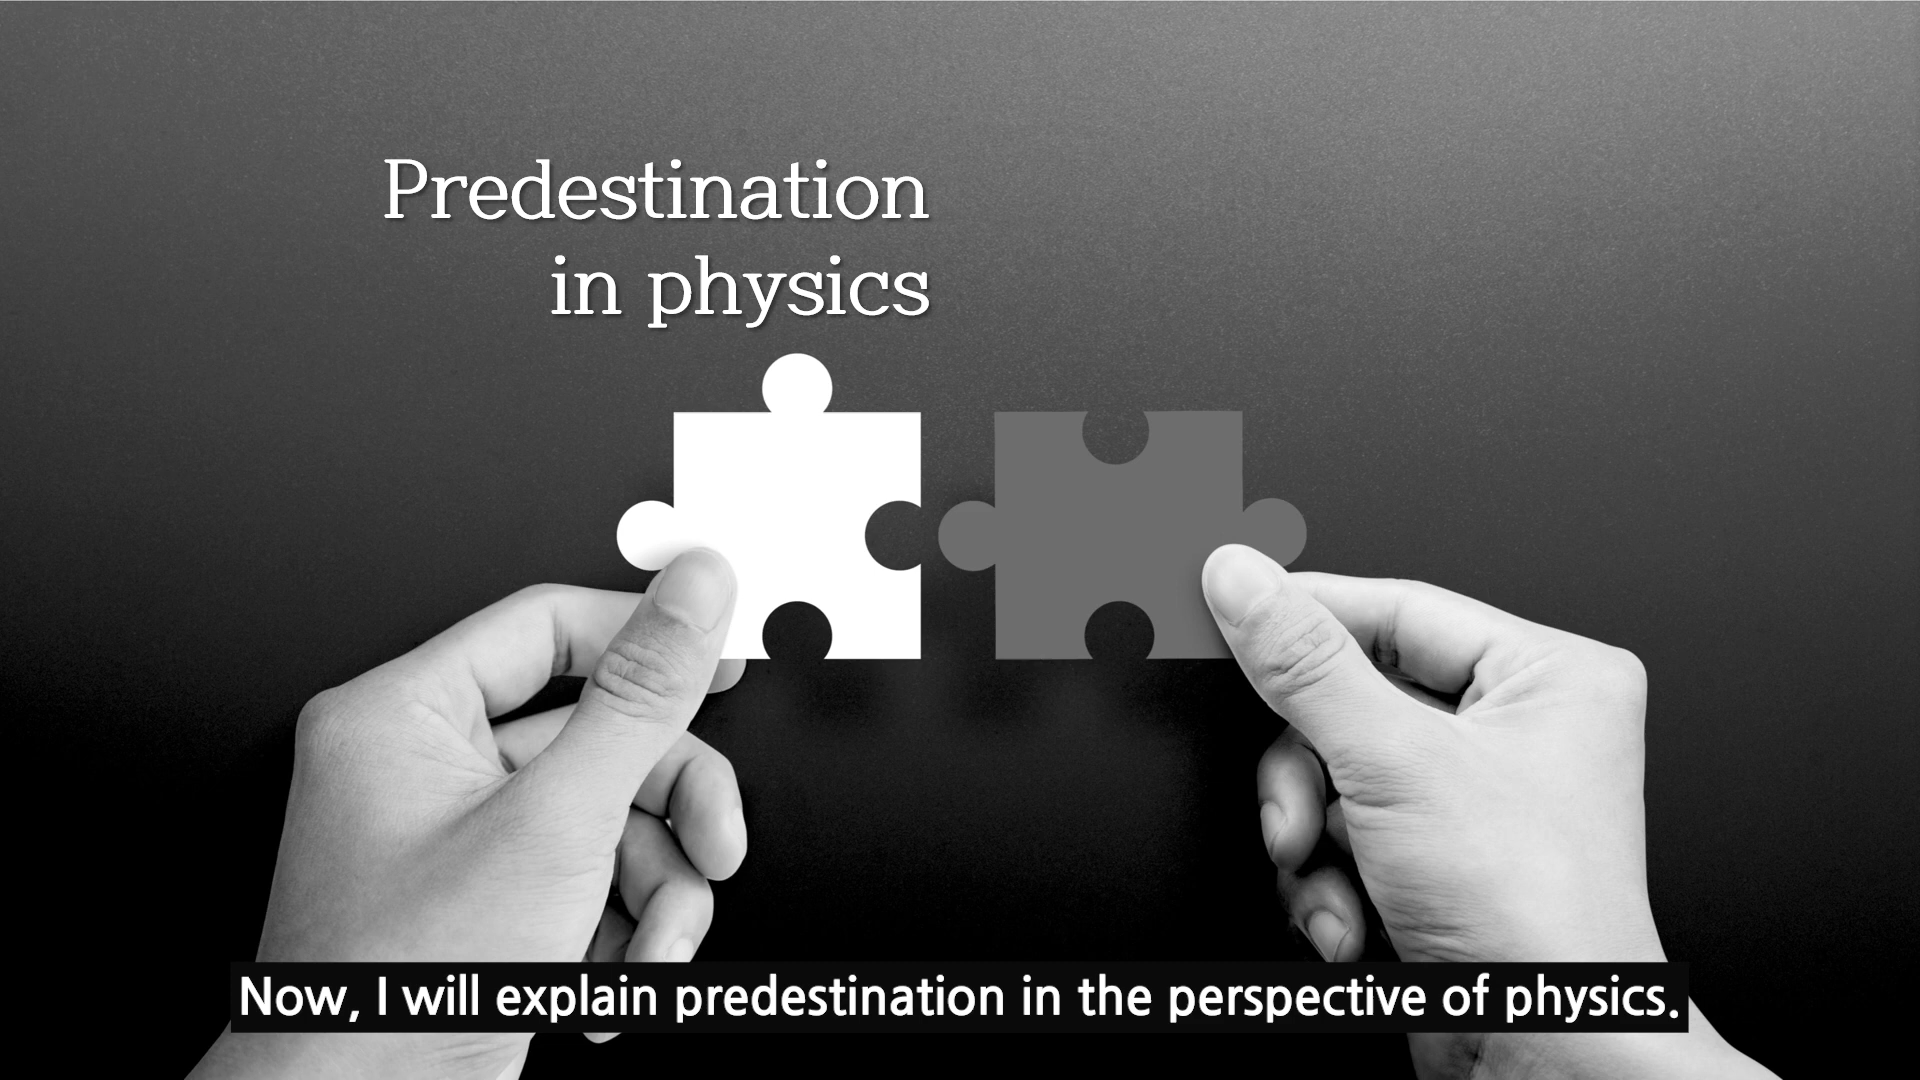 Predestination
in physics
Now, I will explain predestination in the perspective of physics.